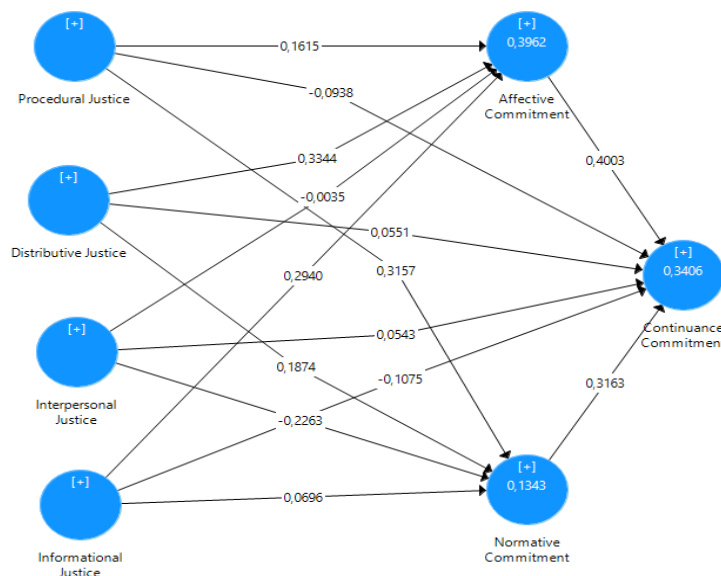 [+]
Procedural Justice
[+]
0,3962
Affective
Commitment
0,1615
-0,0938
0,3344
-0,0035
0,4003
[+]
Distributive Justice
0,0551
0,2940
0,3157
[+]
0,3406
Continuance
Commitment
[+]
Interpersonal
Justice
0,0543
0,1874
-0,1075
-0,2263
0,3163
[+]
Informational
Justice
0,0696
[+]
0,1343
Normative
Commitment